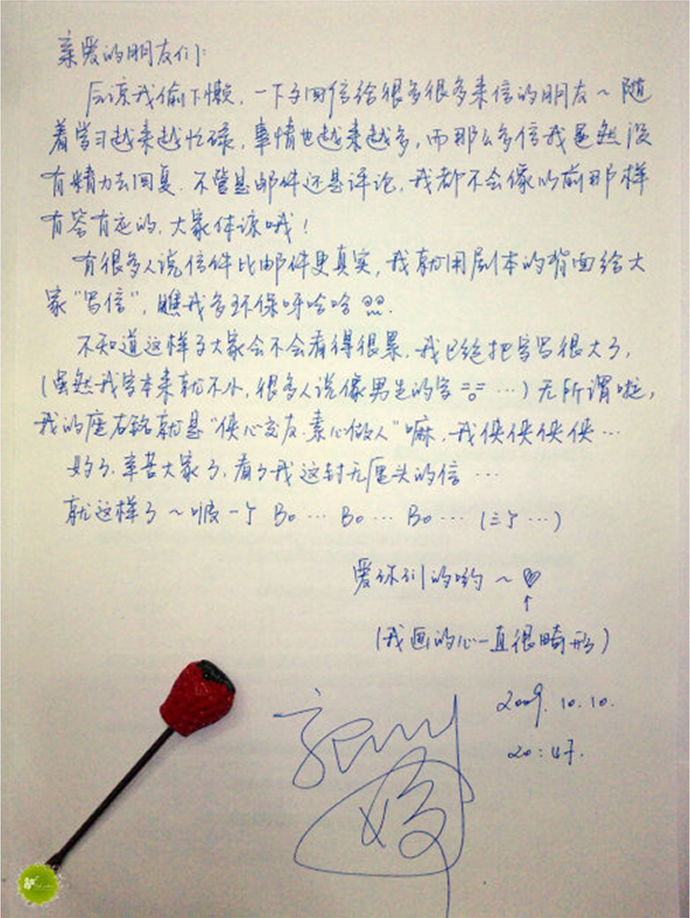 亲爱的朋友们:
原谅我偷下懒,一下子回信给很多很多来信的朋友~随
着学习越来越忙碌,事情也越来越多,而那么多信我虽然没
有精力去回复.不管是邮件还是评论,我都不会像以前那样
有答有应的,大家体谅哦!
有很多人说信件比邮件更真实,我就用剧本的背面给大
家“写信”,瞧我多环保呀哈哈
不知道这样子大家会不会看得很累,我已经把字写很大了,
(虽然我字本来就不小,很多人说像男生的字 …)无所谓啦,
我的座右铭就是“侠心交友.素心做人”嘛,我侠侠侠侠…
好了.辛苦大家了,看了我这封无厘头的信…
就这样了~啵一个 Bo … Bo … Bo … (三个…)
爱你们的哟~♡
↑
(我画的心一直很畸形)
2009.10.10.
20:47.